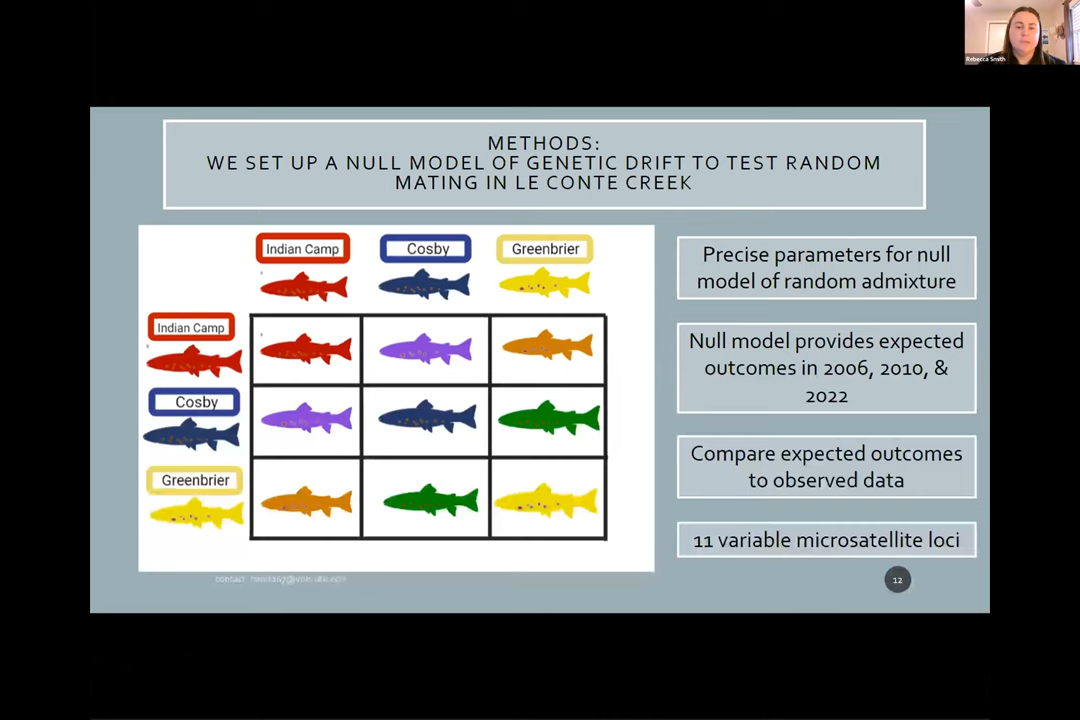 Rebecca Smith
METHODS:
WE SET UP A NULL MODEL OF GENETIC DRIFT TO TEST RANDOM
MATING IN LE CONTE CREEK
Indian Camp
Cosby
Greenbrier
Indian Camp
Cosby
Greenbrier
Precise parameters for null
model of random admixture
Null model provides expected
outcomes in 2006, 2010, &
2022
Compare expected outcomes
to observed data
11 variable microsatellite loci
contact
12